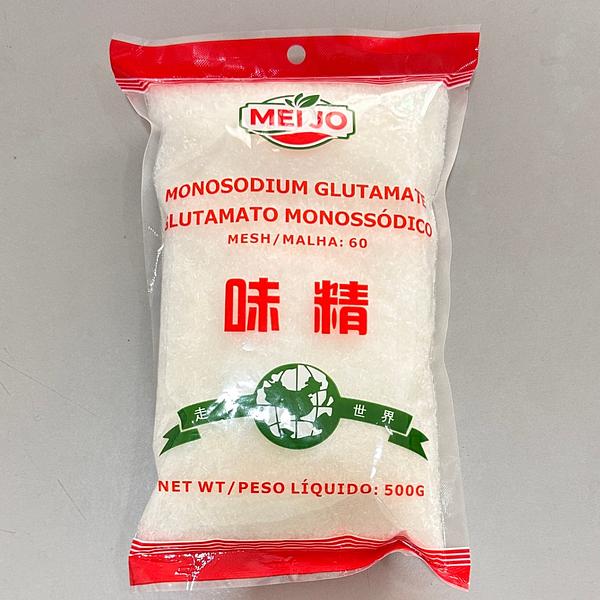 MEIJO
MONOSODIUM GLUTAMATE
GLUTAMATO MONOSSÓDICO
MESH/MALHA: 60
味精
走 世界
NET WT/PESO LÍQUIDO: 500G